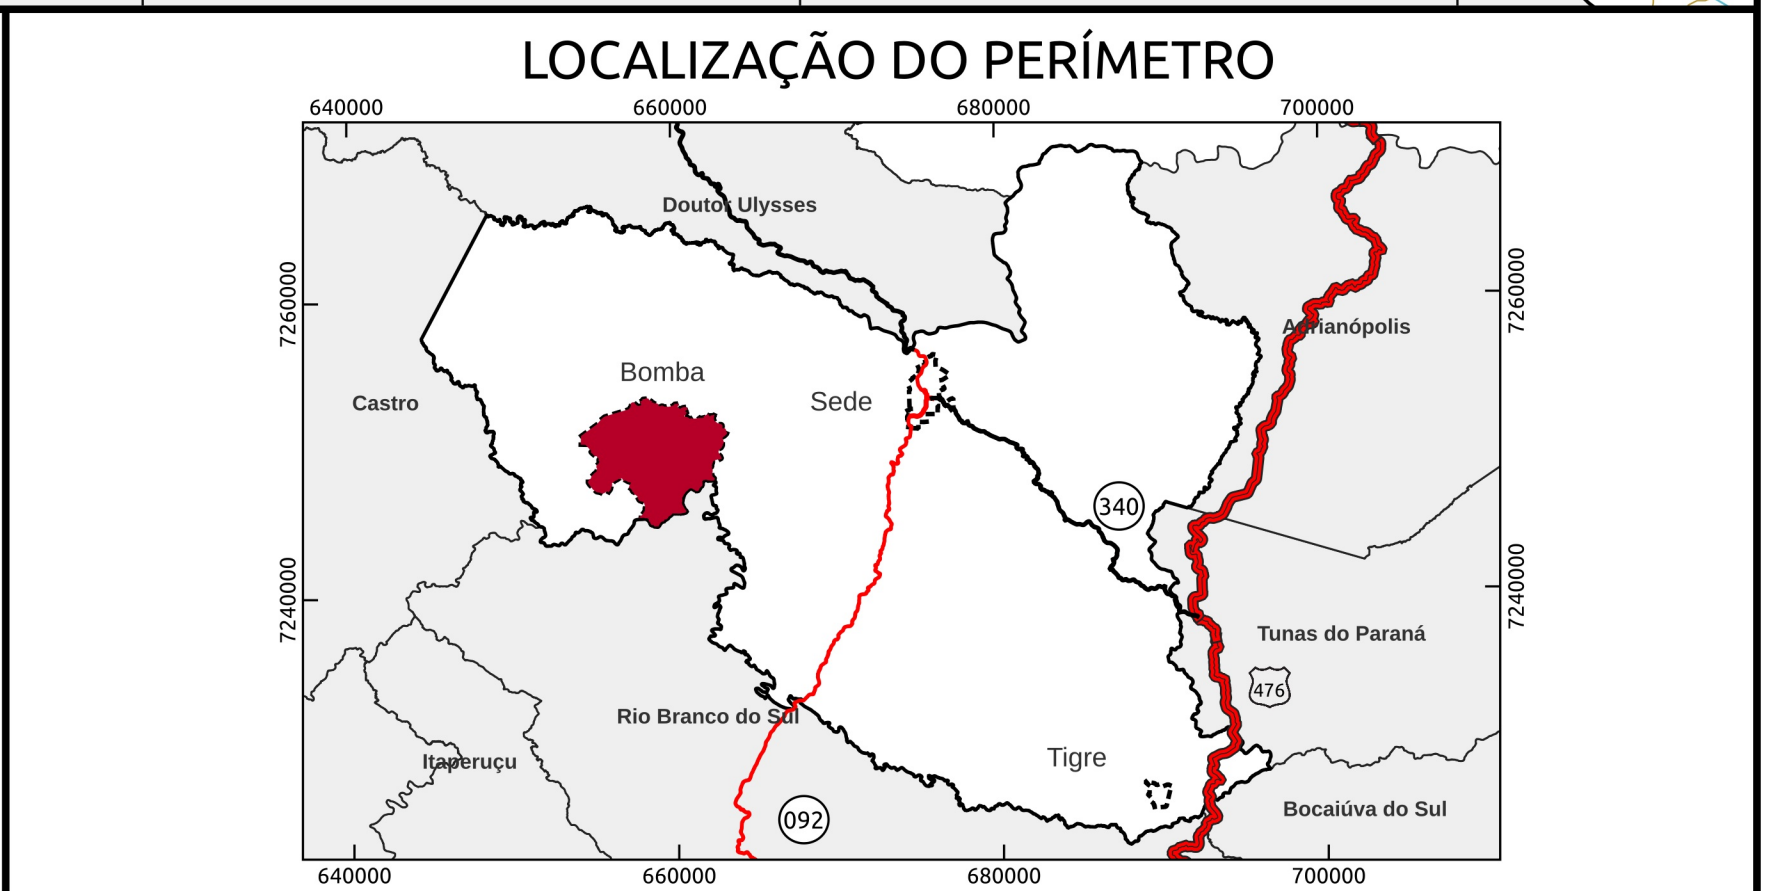 LOCALIZAÇÃO DO PERÍMETRO
640000 660000 680000 700000
Doutor Ulysses
7260000
7260000
Adrianópolis
Bomba
Castro
Sede
340
7240000
7240000
Tunas do Paraná
476
Rio Branco do Sul
Tigre
Itaperuçu
Bocaiúva do Sul
092
640000 660000 680000 700000